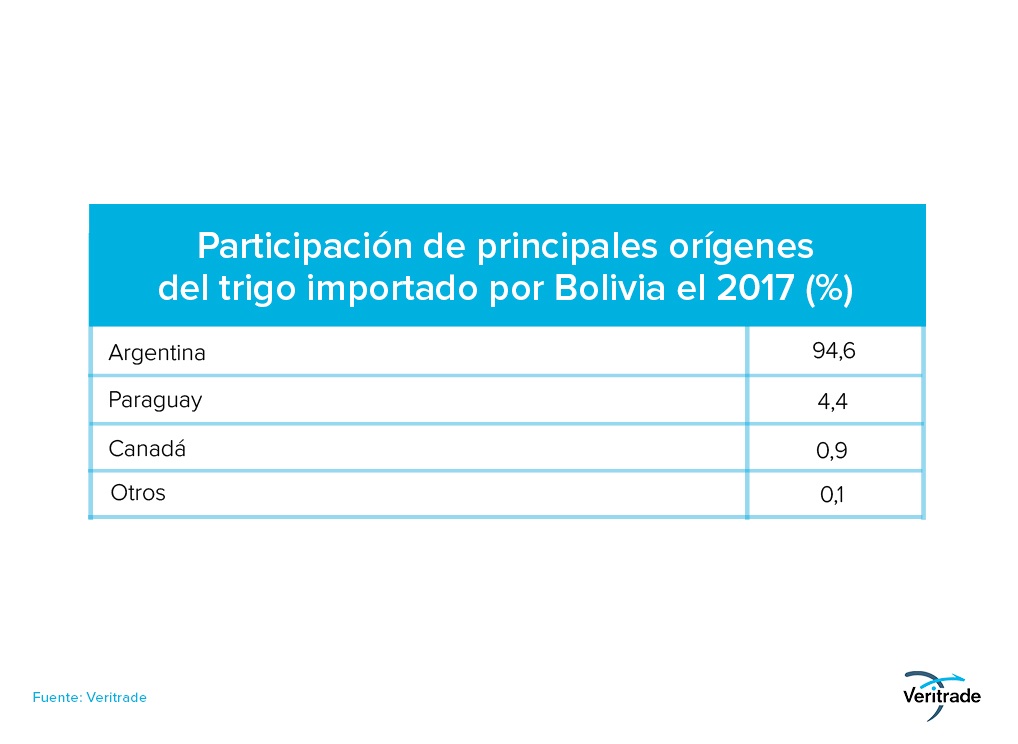 Participación de principales orígenes
del trigo importado por Bolivia el 2017 (%)
Argentina 94,6
Paraguay 4,4
Canadá 0,9
Otros 0,1
Fuente: Veritrade
Veritrade